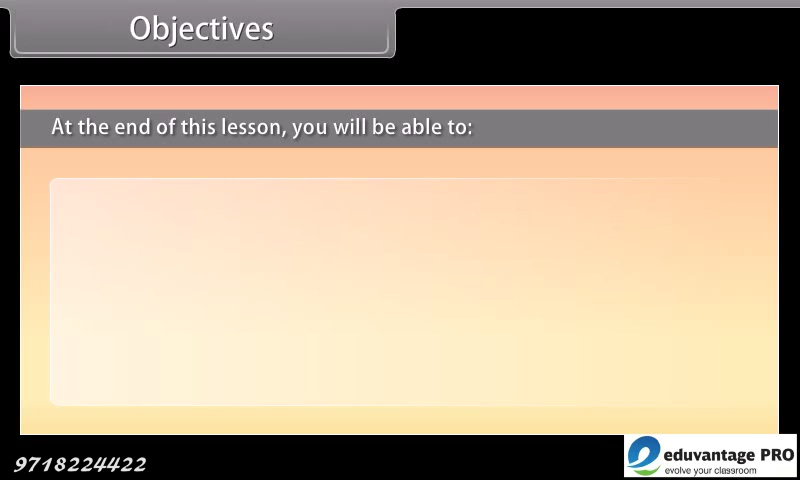 Objectives
At the end of this lesson, you will be able to:
9718224422
eduvantage PRO
evolve your classroom